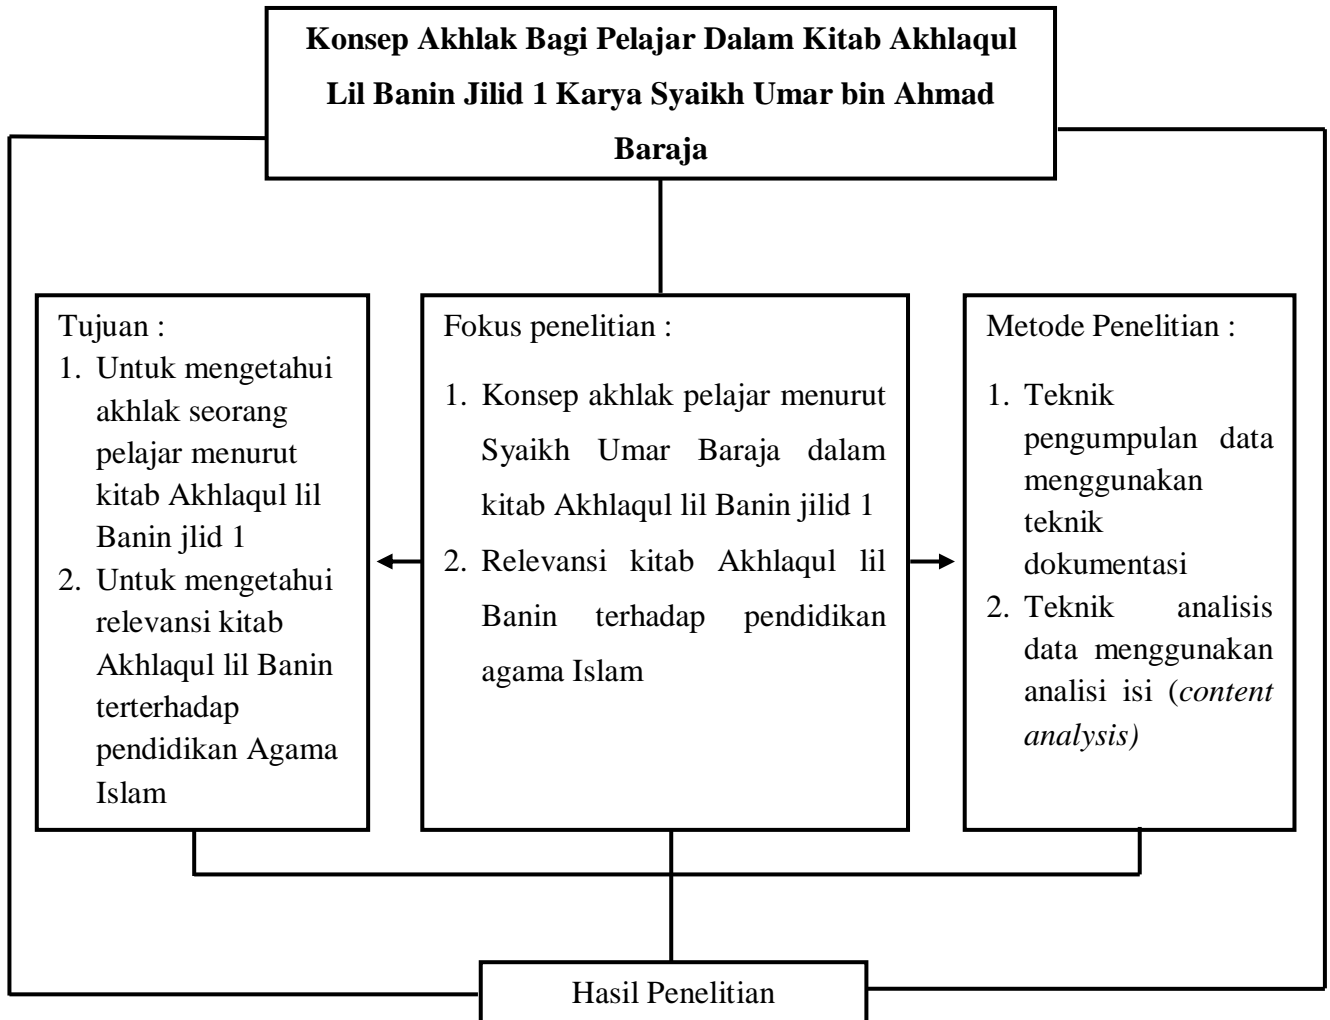 Konsep Akhlak Bagi Pelajar Dalam Kitab Akhlaqul
Lil Banin Jilid 1 Karya Syaikh Umar bin Ahmad
Baraja
Tujuan :
1. Untuk mengetahui
akhlak seorang
pelajar menurut
kitab Akhlaqul lil
Banin jlid 1
2. Untuk mengetahui
relevansi kitab
Akhlaqul lil Banin
terterhadap
pendidikan Agama
Islam
Fokus penelitian :
1. Konsep akhlak pelajar menurut
Syaikh Umar Baraja dalam
kitab Akhlaqul lil Banin jilid 1
2. Relevansi kitab Akhlaqul lil
Banin terhadap pendidikan
agama Islam
Metode Penelitian :
1. Teknik
pengumpulan data
menggunakan
teknik
dokumentasi
2. Teknik analisis
data menggunakan
analisi isi (content
analysis)
Hasil Penelitian